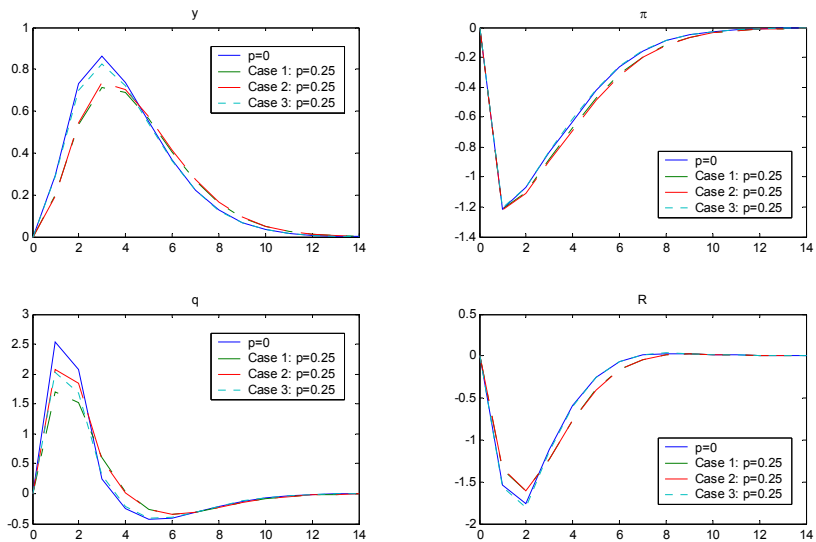 y
1
0.8
0.6
0.4
0.2
0
0 2 4 6 8 10 12 14
p=0
Case 1: p=0.25
Case 2: p=0.25
Case 3: p=0.25
π
0
-0.2
-0.4
-0.6
-0.8
-1
-1.2
-1.4
0 2 4 6 8 10 12 14
p=0
Case 1: p=0.25
Case 2: p=0.25
Case 3: p=0.25
q
3
2.5
2
1.5
1
0.5
0
-0.5
0 2 4 6 8 10 12 14
p=0
Case 1: p=0.25
Case 2: p=0.25
Case 3: p=0.25
R
0.5
0
-0.5
-1
-1.5
-2
0 2 4 6 8 10 12 14
p=0
Case 1: p=0.25
Case 2: p=0.25
Case 3: p=0.25